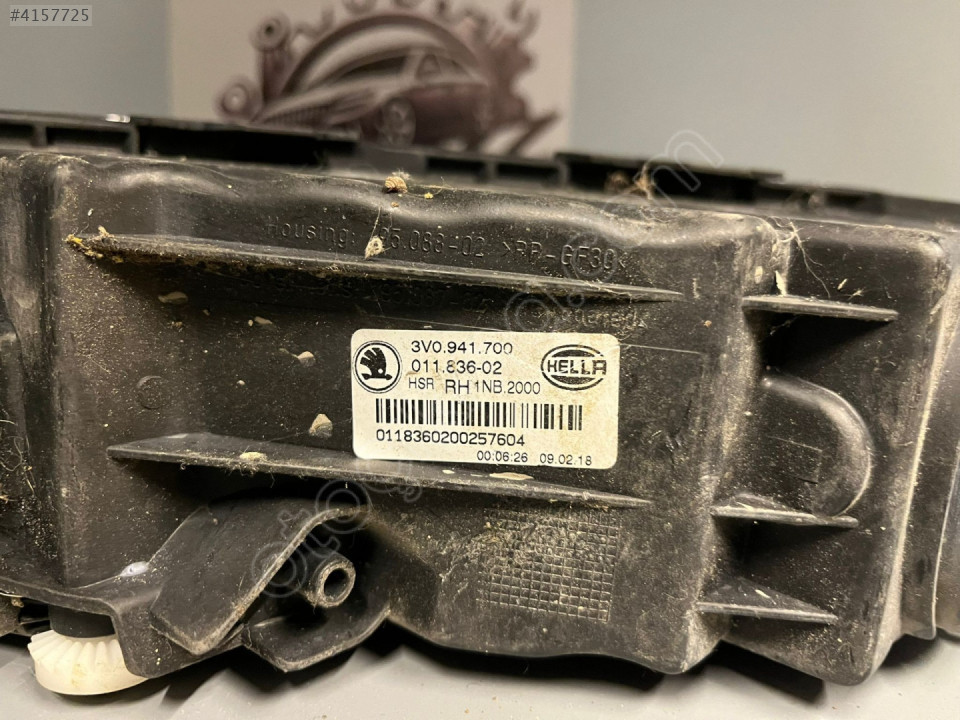 #4157725
3V0.941.700
011.836-02
HELLA
HSR RH 1NB.2000
0118360200257604
00:06:26 09.02.18